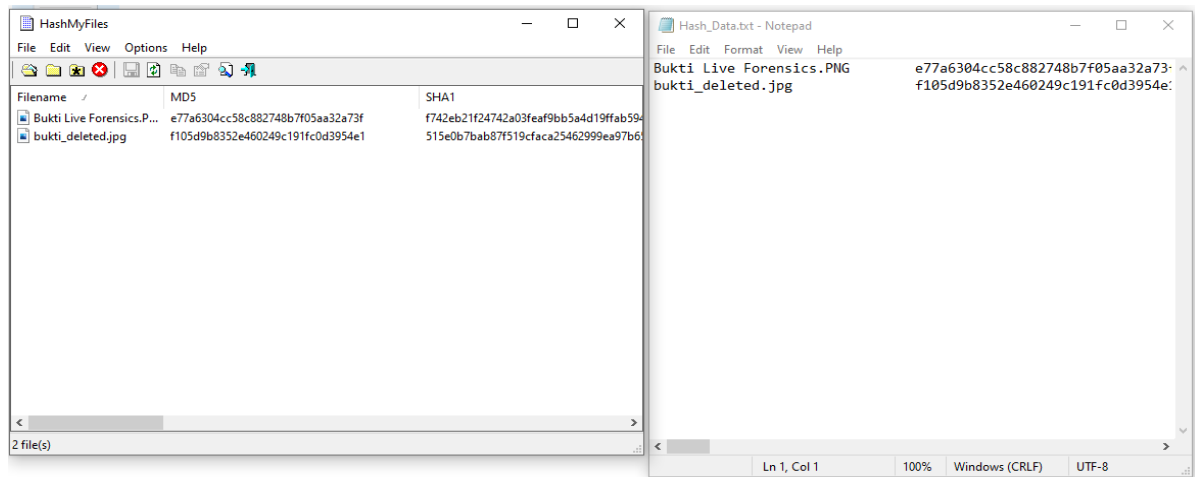 HashMyFiles
File Edit View Options Help
Filename / MD5 SHA1
Bukti Live Forensics.P... e77a6304cc58c882748b7f05aa32a73f f742eb21f24742a03feaf9bb5a4d19ffab594
bukti_deleted.jpg f105d9b8352e460249c191fc0d3954e1 515e0b7bab87f519cfaca25462999ea97b6
2 file(s)
Hash_Data.txt - Notepad
File Edit Format View Help
Bukti Live Forensics.PNG e77a6304cc58c882748b7f05aa32a73
bukti_deleted.jpg f105d9b8352e460249c191fc0d3954e
Ln 1, Col 1 100% Windows (CRLF) UTF-8